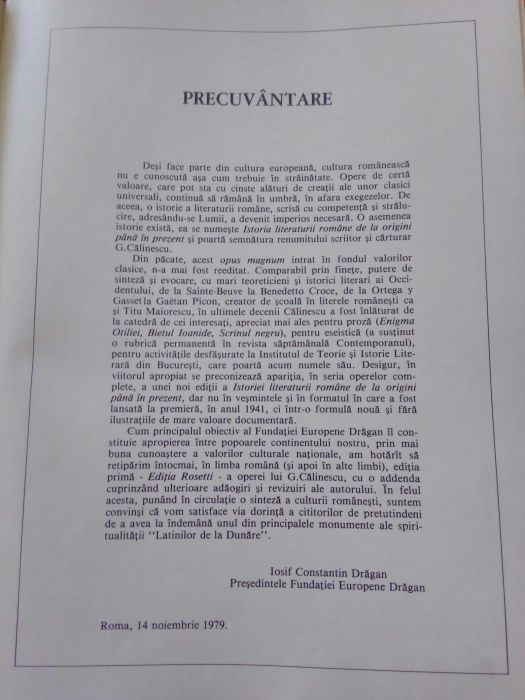 PRECUVÂNTARE
Deşi face parte din cultura europeană, cultura românească
nu e cunoscută aşa cum trebuie în străinătate. Opere de certă
valoare, care pot sta cu cinste alături de creaţii ale unor clasici
universali, continuă să rămână în umbră, în afara exegezelor. De
aceea, o istorie a literaturii române, scrisă cu competenţă şi strălu-
cire, adresându-se Lumii, a devenit imperios necesară. O asemenea
istorie există, ea se numeşte Istoria literaturii române de la origini
până în prezent şi poartă semnătura renumitului scriitor şi cărturar
G.Călinescu.
Din păcate, acest opus magnum intrat în fondul valorilor
clasice, n-a mai fost reeditat. Comparabil prin fineţe, putere de
sinteză şi evocare, cu mari teoreticieni şi istorici literari ai Occi-
dentului, de la Sainte-Beuve la Benedetto Croce, de la Ortega y
Gasset la Gaëtan Picon, creator de şcoală în literele româneşti ca
şi Titu Maiorescu, în ultimele decenii Călinescu a fost înlăturat de
la catedră de cei interesaţi, apreciat mai ales pentru proză (Enigma
Otiliei, Bietul Ioanide, Scrinul negru), pentru eseistică (a susţinut
o rubrică permanentă în revista săptămânală Contemporanul),
pentru activităţile desfăşurate la Institutul de Teorie şi Istorie Lite-
rară din Bucureşti, care poartă acum numele său. Desigur, în
viitorul apropiat se preconizează apariţia, în seria operelor com-
plete, a unei noi ediţii a Istoriei literaturii române de la origini
până în prezent, dar nu în veşmintele şi în formatul în care a fost
lansată la premieră, în anul 1941, ci într-o formulă nouă şi fără
ilustraţiile de mare valoare documentară.
Cum principalul obiectiv al Fundaţiei Europene Drăgan îl con-
stituie apropierea între popoarele continentului nostru, prin mai
buna cunoaştere a valorilor culturale naţionale, am hotărît să
retipărim întocmai, în limba română (şi apoi în alte limbi), ediţia
primă - Ediţia Rosetti - a operei lui G.Călinescu, cu o addenda
cuprinzând ulterioare adăogiri şi revizuiri ale autorului. În felul
acesta, punând în circulaţie o sinteză a culturii româneşti, suntem
convinşi că vom satisface via dorinţă a cititorilor de pretutindeni
de a avea la îndemână unul din principalele monumente ale spiri-
tualităţii "Latinilor de la Dunăre".
Iosif Constantin Drăgan
Preşedintele Fundaţiei Europene Drăgan
Roma, 14 noiembrie 1979.